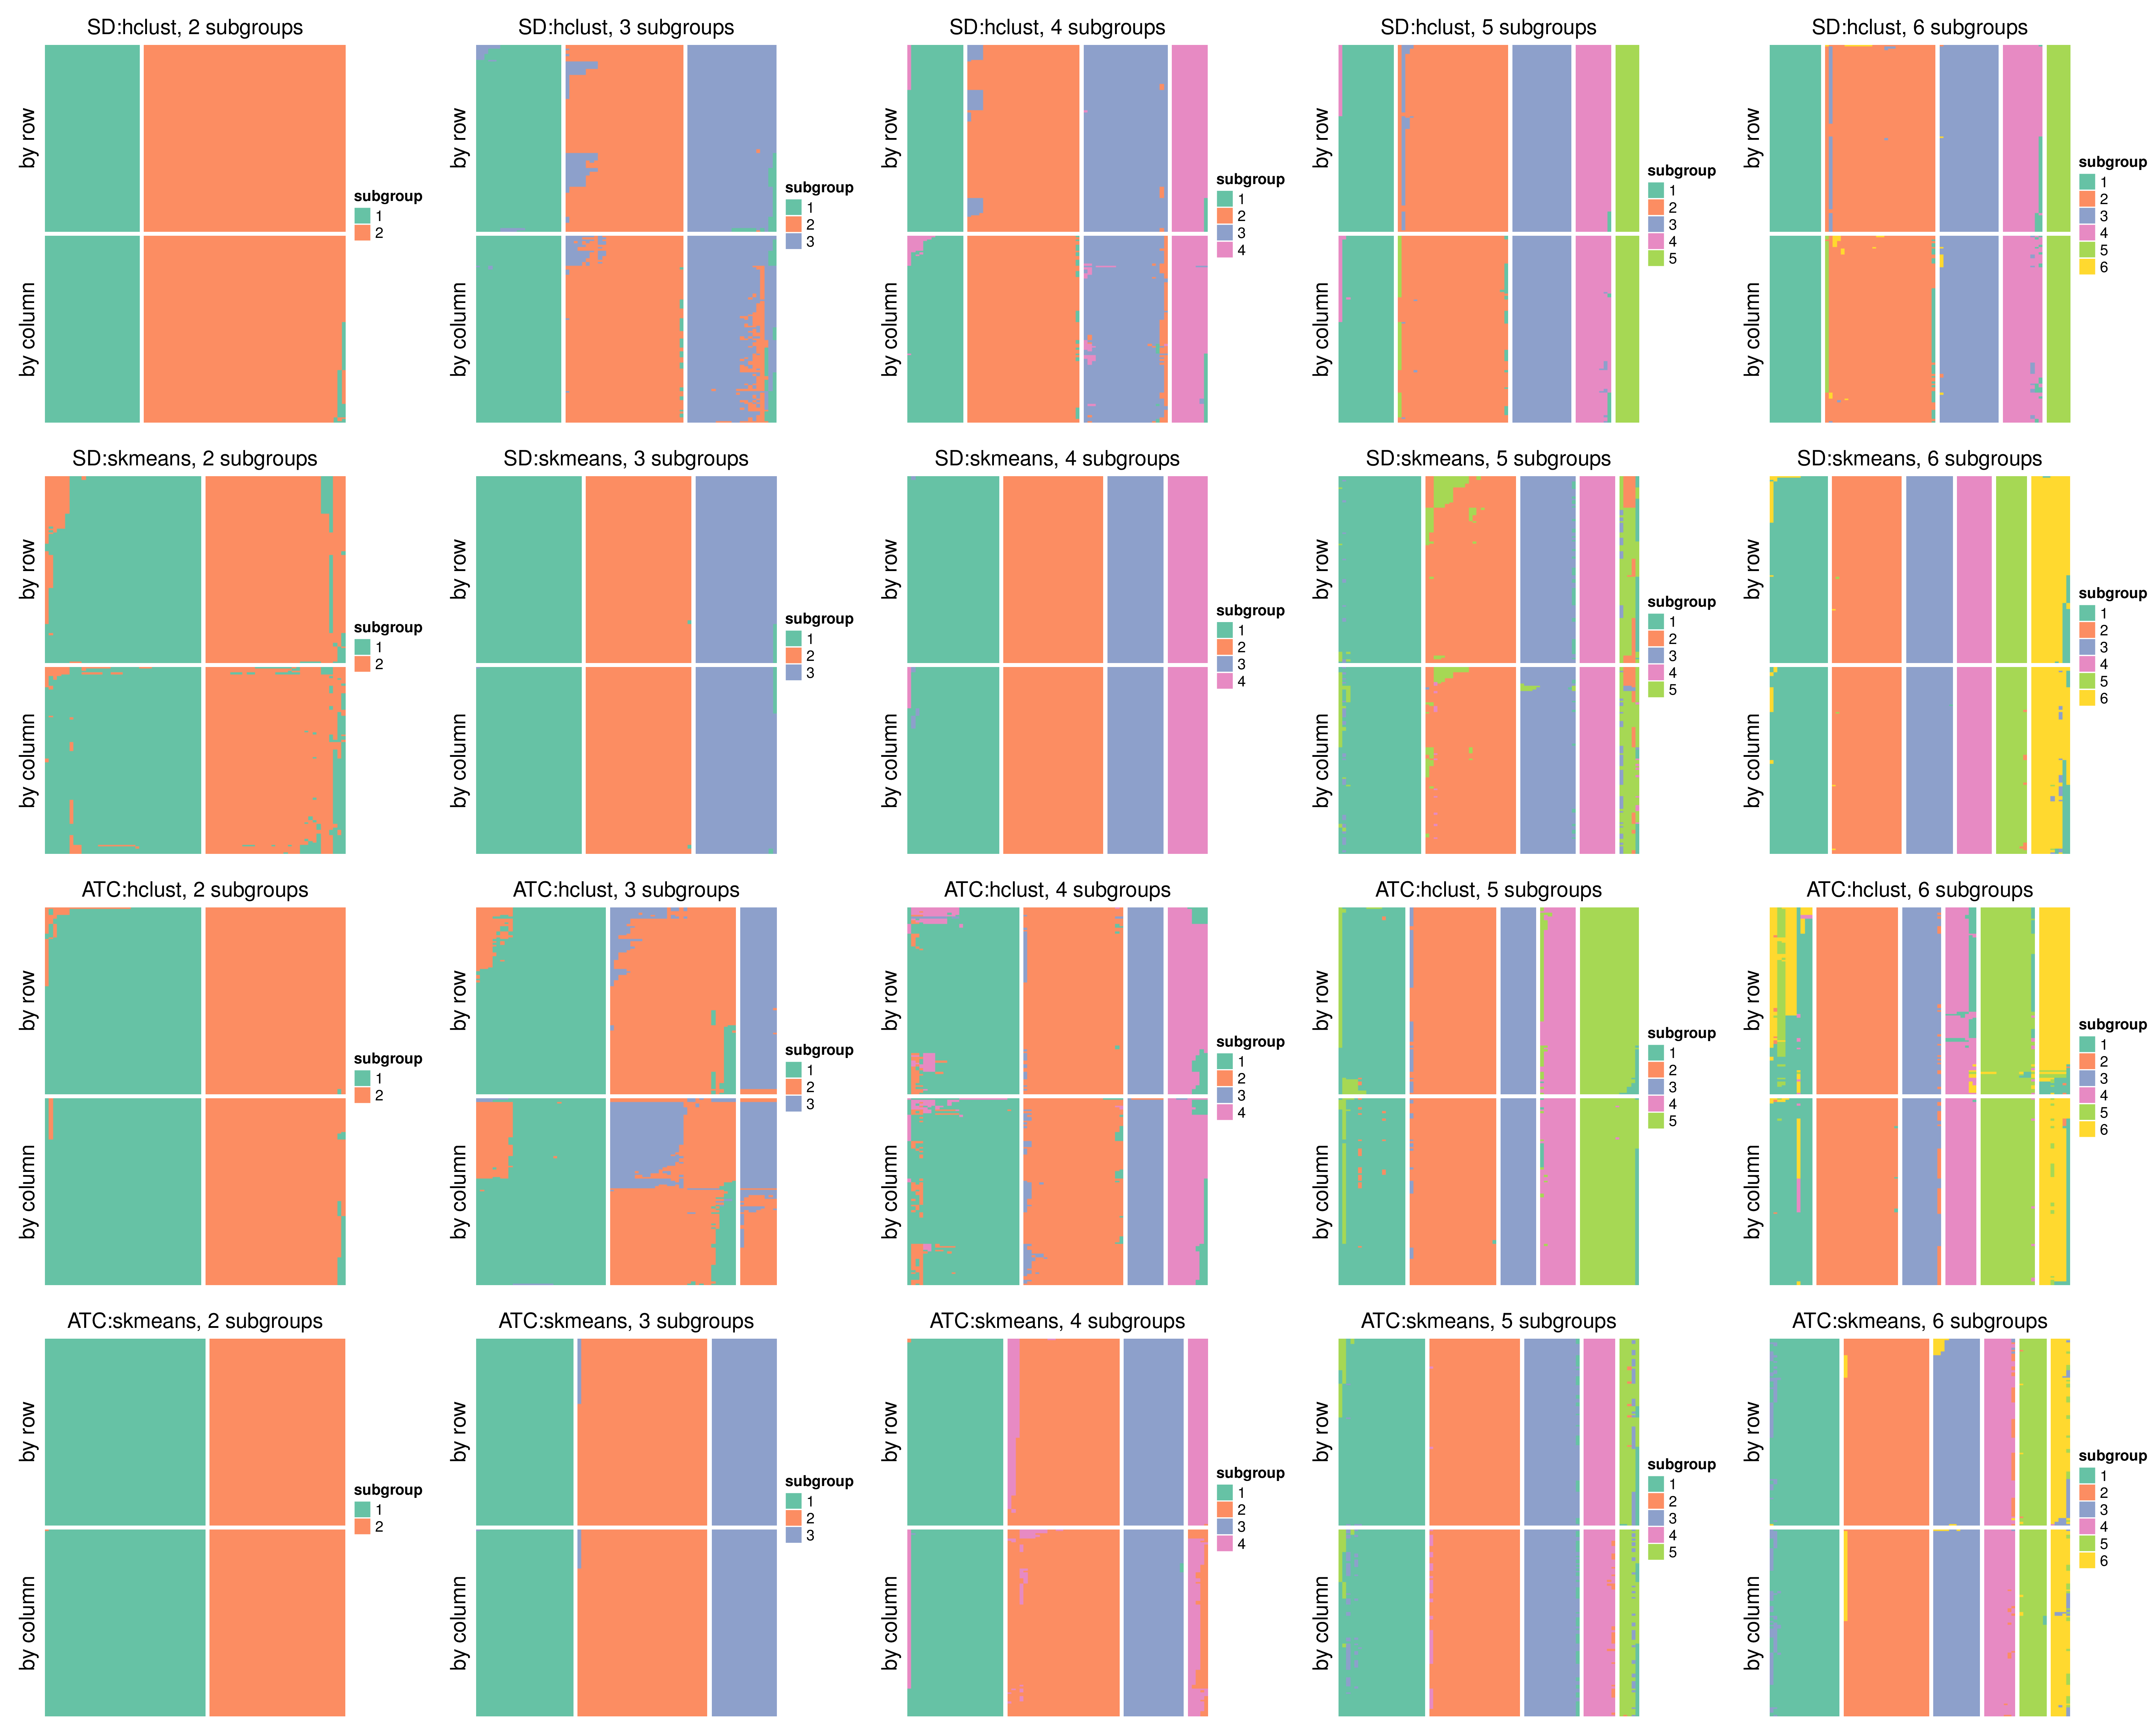 SD:hclust, 2 subgroups
by row
by column
subgroup
1
2
SD:hclust, 3 subgroups
by row
by column
subgroup
1
2
3
SD:hclust, 4 subgroups
by row
by column
subgroup
1
2
3
4
SD:hclust, 5 subgroups
by row
by column
subgroup
1
2
3
4
5
SD:hclust, 6 subgroups
by row
by column
subgroup
1
2
3
4
5
6
SD:skmeans, 2 subgroups
by row
by column
subgroup
1
2
SD:skmeans, 3 subgroups
by row
by column
subgroup
1
2
3
SD:skmeans, 4 subgroups
by row
by column
subgroup
1
2
3
4
SD:skmeans, 5 subgroups
by row
by column
subgroup
1
2
3
4
5
SD:skmeans, 6 subgroups
by row
by column
subgroup
1
2
3
4
5
6
ATC:hclust, 2 subgroups
by row
by column
subgroup
1
2
ATC:hclust, 3 subgroups
by row
by column
subgroup
1
2
3
ATC:hclust, 4 subgroups
by row
by column
subgroup
1
2
3
4
ATC:hclust, 5 subgroups
by row
by column
subgroup
1
2
3
4
5
ATC:hclust, 6 subgroups
by row
by column
subgroup
1
2
3
4
5
6
ATC:skmeans, 2 subgroups
by row
by column
subgroup
1
2
ATC:skmeans, 3 subgroups
by row
by column
subgroup
1
2
3
ATC:skmeans, 4 subgroups
by row
by column
subgroup
1
2
3
4
ATC:skmeans, 5 subgroups
by row
by column
subgroup
1
2
3
4
5
ATC:skmeans, 6 subgroups
by row
by column
subgroup
1
2
3
4
5
6